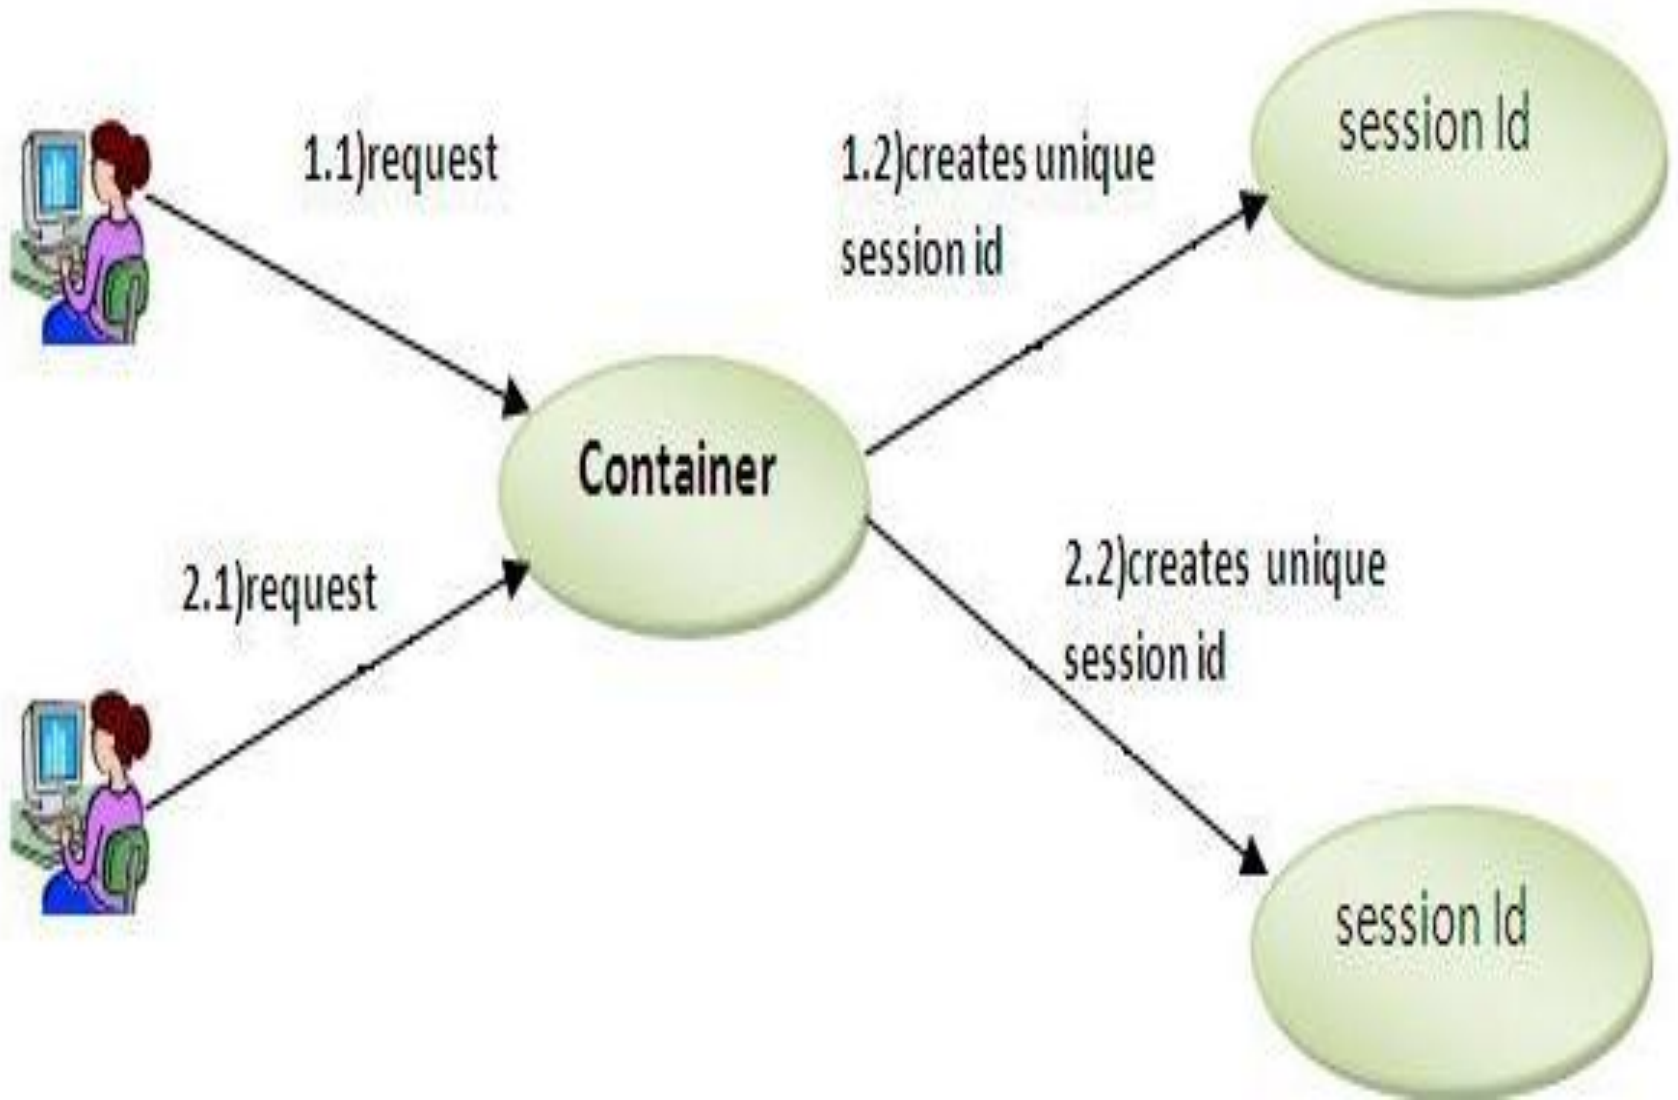 1.1)request
1.2)creates unique
session id
session Id
Container
2.1)request
2.2)creates unique
session id
session Id